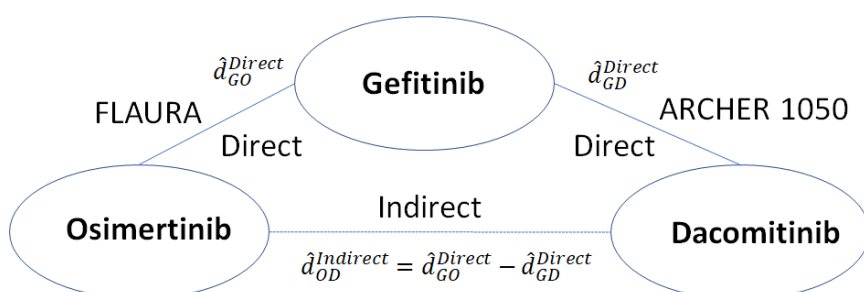 Gefitinib
d̂_GO^Direct
d̂_GD^Direct
FLAURA
ARCHER 1050
Direct
Direct
Osimertinib
Indirect
Dacomitinib
d̂_OD^Indirect = d̂_GO^Direct − d̂_GD^Direct